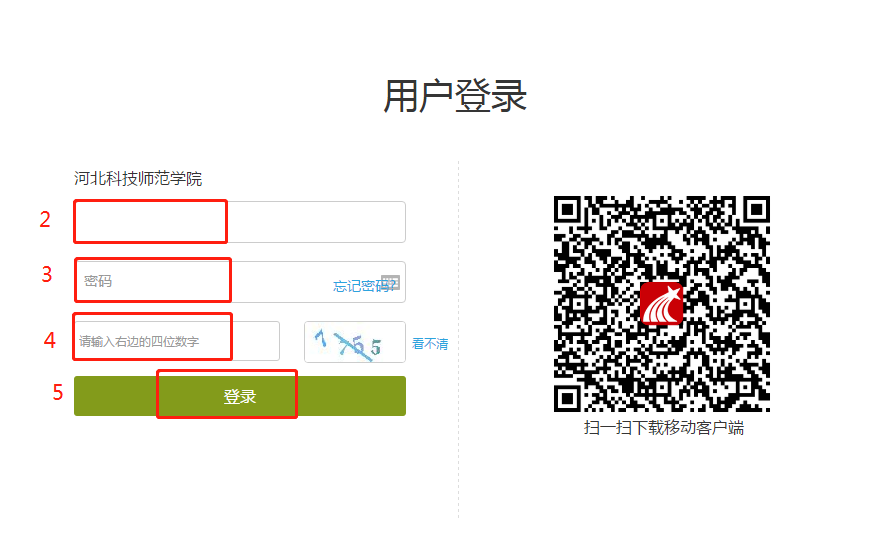 用户登录
河北科技师范学院
2
3 密码 忘记密码?
4 请输入右边的四位数字 7755 看不清
5 登录
扫一扫下载移动客户端